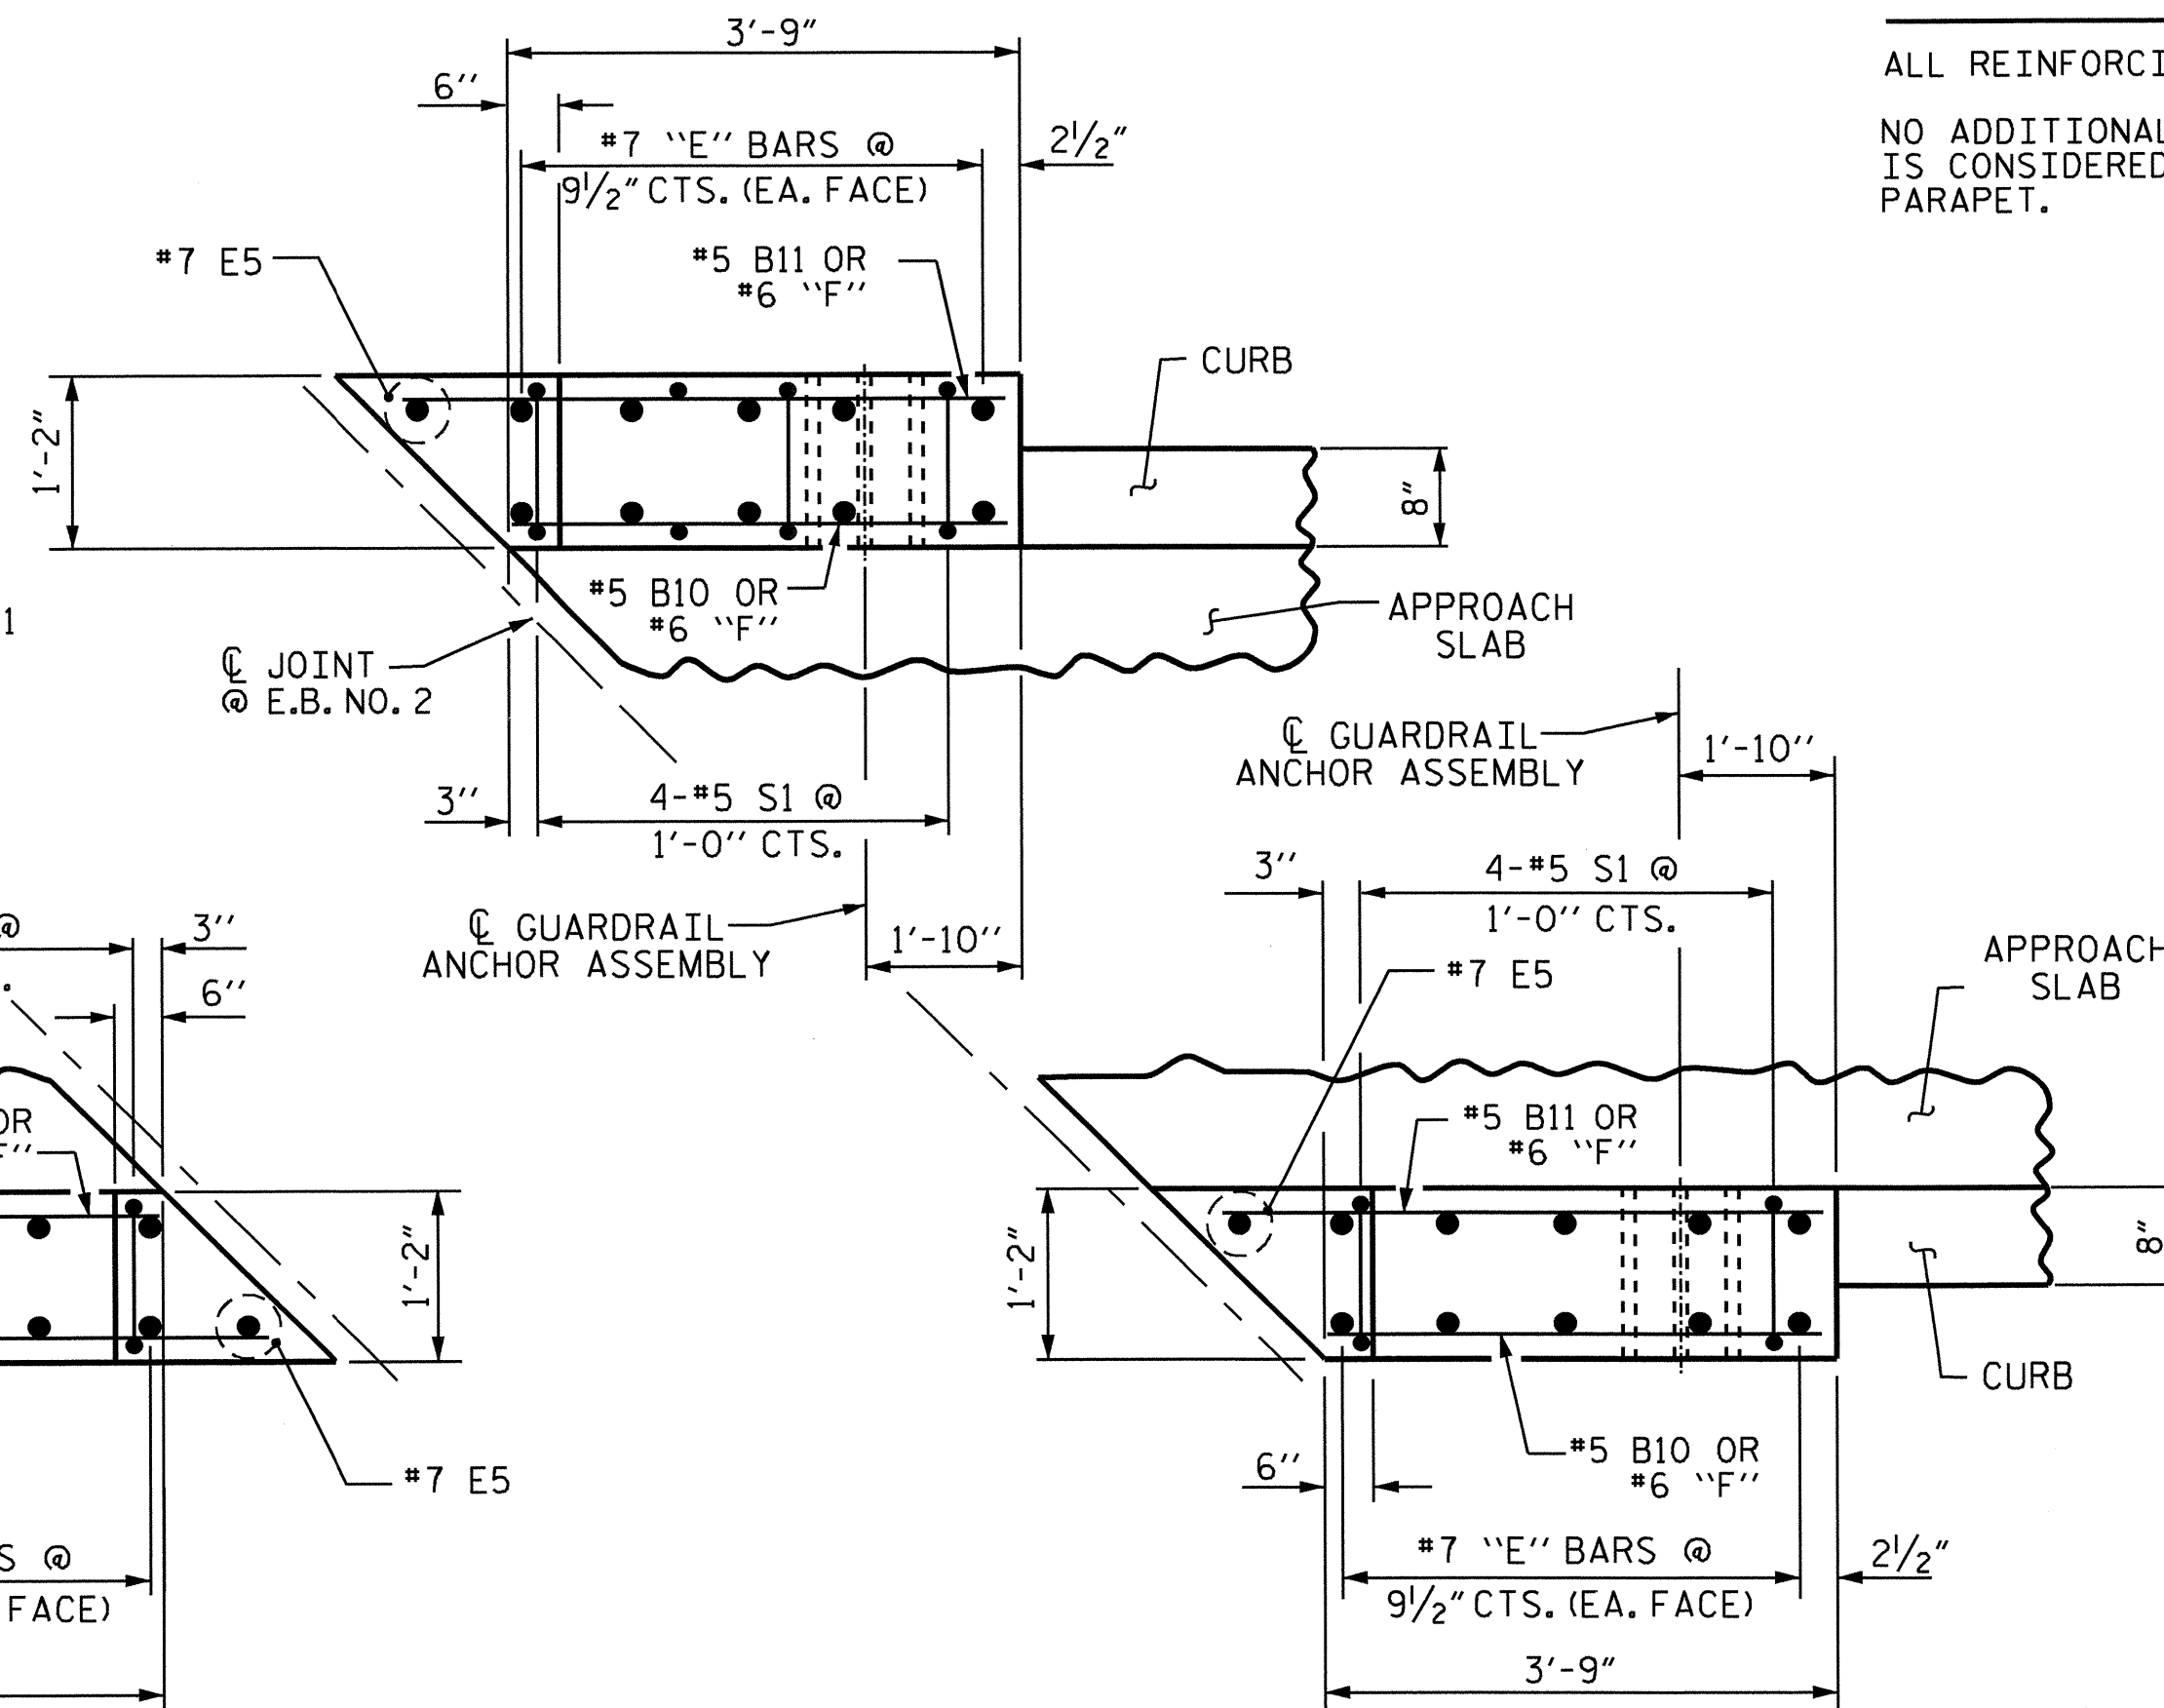 3'-9"
6"
#7 "E" BARS @
9½" CTS. (EA. FACE)
2½"
#7 E5
#5 B11 OR
#6 "F"
CURB
1'-2"
8"
#5 B10 OR
#6 "F"
APPROACH
SLAB
℄ JOINT
@ E.B. NO. 2
3"
4-#5 S1 @
1'-0" CTS.
℄ GUARDRAIL
ANCHOR ASSEMBLY
1'-10"
ALL REINFORCI
NO ADDITIONAL
IS CONSIDERED
PARAPET.
1
@
3"
.
6"
OR
F"
1'-2"
#7 E5
S @
FACE)
℄ GUARDRAIL
ANCHOR ASSEMBLY
1'-10"
3"
4-#5 S1 @
1'-0" CTS.
#7 E5
APPROACH
SLAB
#5 B11 OR
#6 "F"
1'-2"
8"
CURB
#5 B10 OR
#6 "F"
6"
#7 "E" BARS @
9½" CTS. (EA. FACE)
2½"
3'-9"